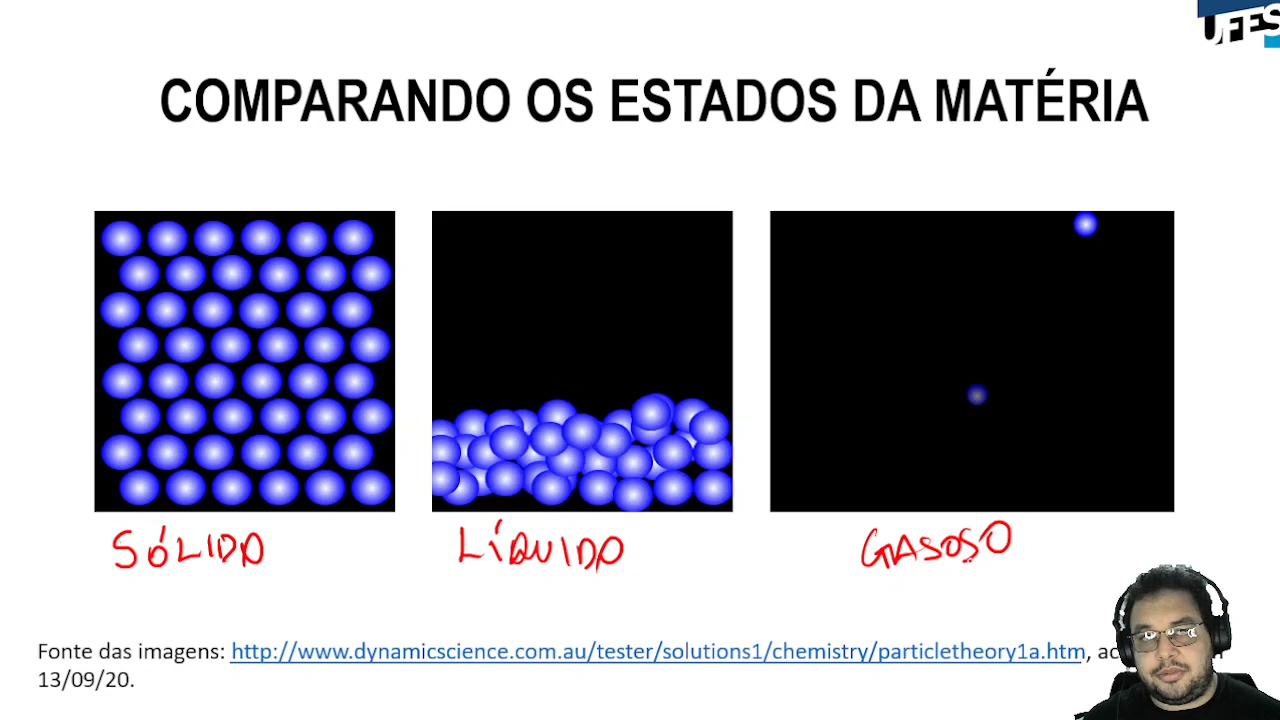 UFES
COMPARANDO OS ESTADOS DA MATÉRIA
SÓLIDO
LÍQUIDO
GASOSO
Fonte das imagens: http://www.dynamicscience.com.au/tester/solutions1/chemistry/particletheory1a.htm, ac
13/09/20.